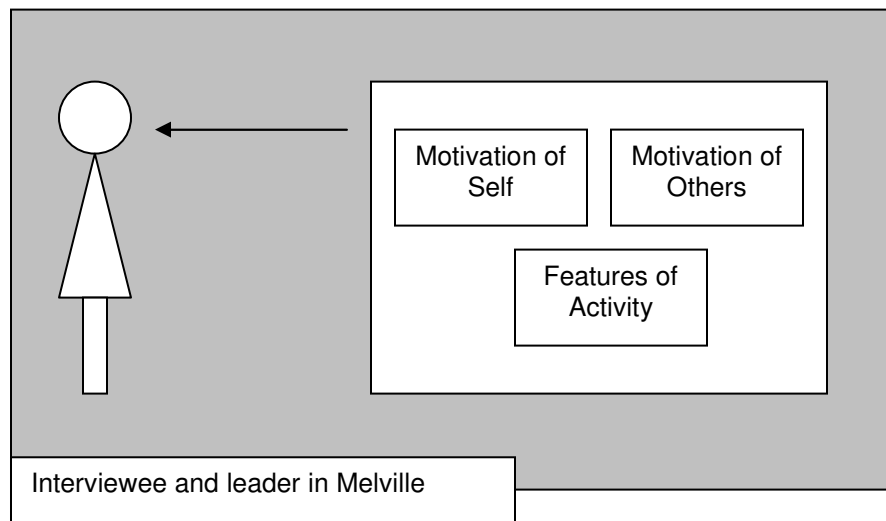 Motivation of
Self
Motivation of
Others
Features of
Activity
Interviewee and leader in Melville